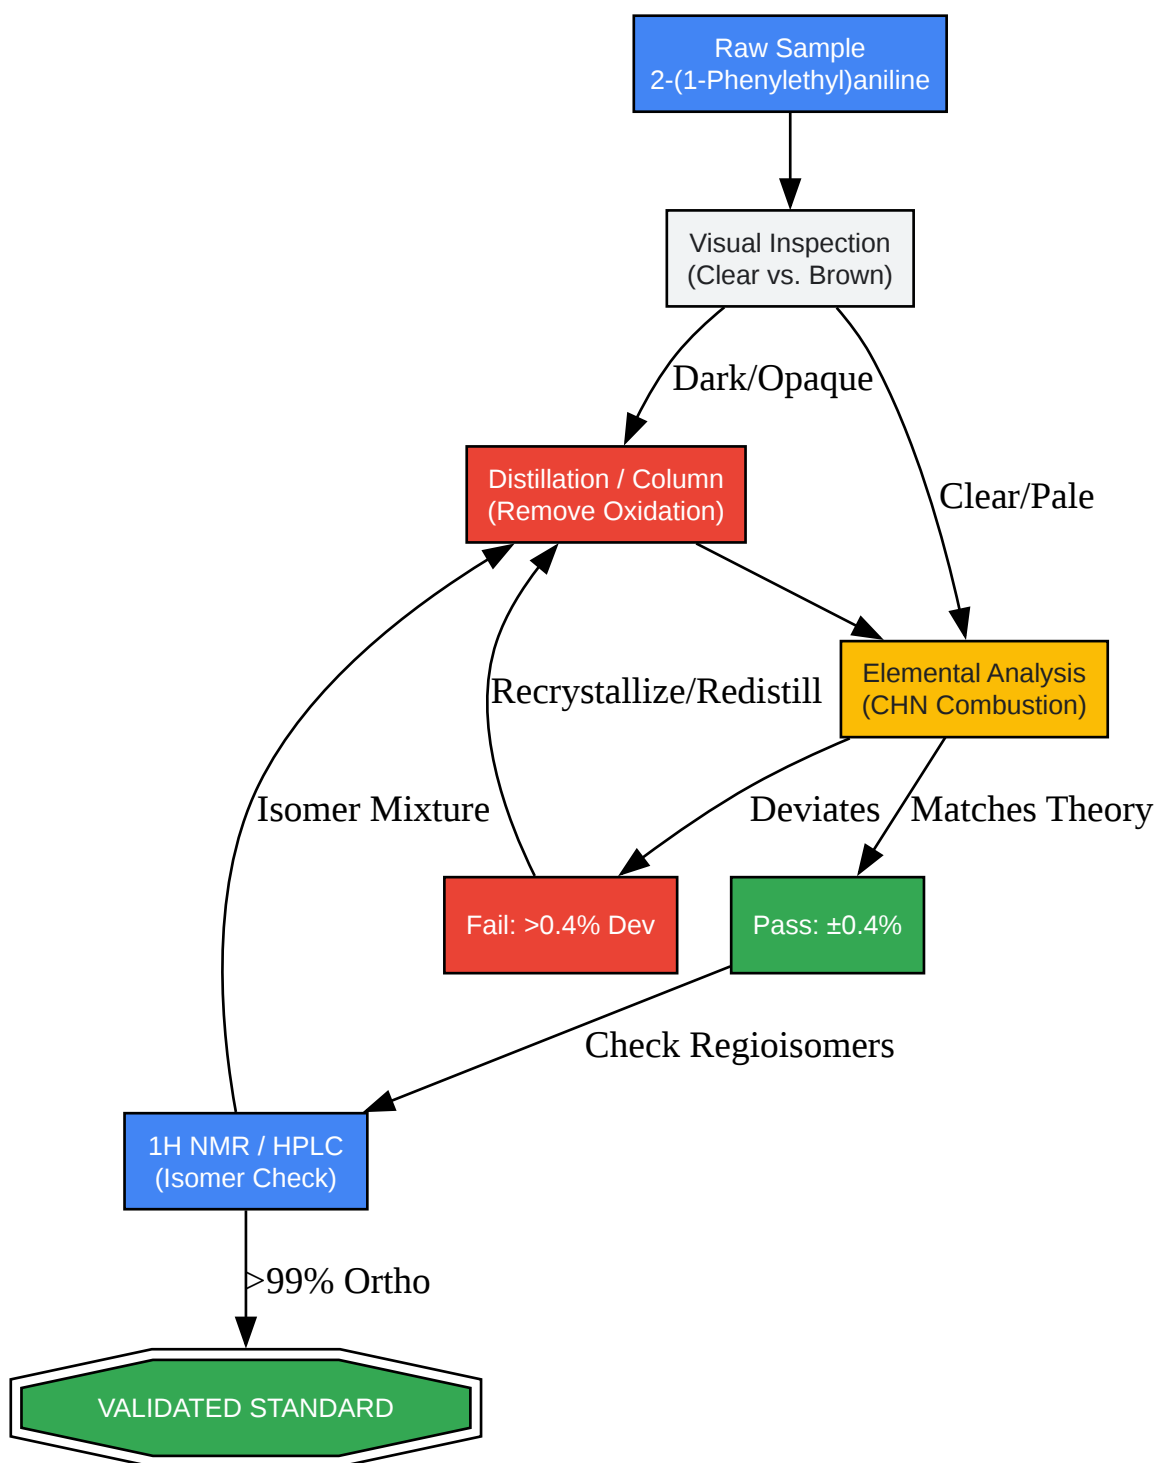 Raw Sample
2-(1-Phenylethyl)aniline
Visual Inspection
(Clear vs. Brown)
Dark/Opaque
Clear/Pale
Distillation / Column
(Remove Oxidation)
Elemental Analysis
(CHN Combustion)
Recrystallize/Redistill
Isomer Mixture
Deviates
Matches Theory
Fail: >0.4% Dev
Pass: ±0.4%
Check Regioisomers
1H NMR / HPLC
(Isomer Check)
>99% Ortho
VALIDATED STANDARD